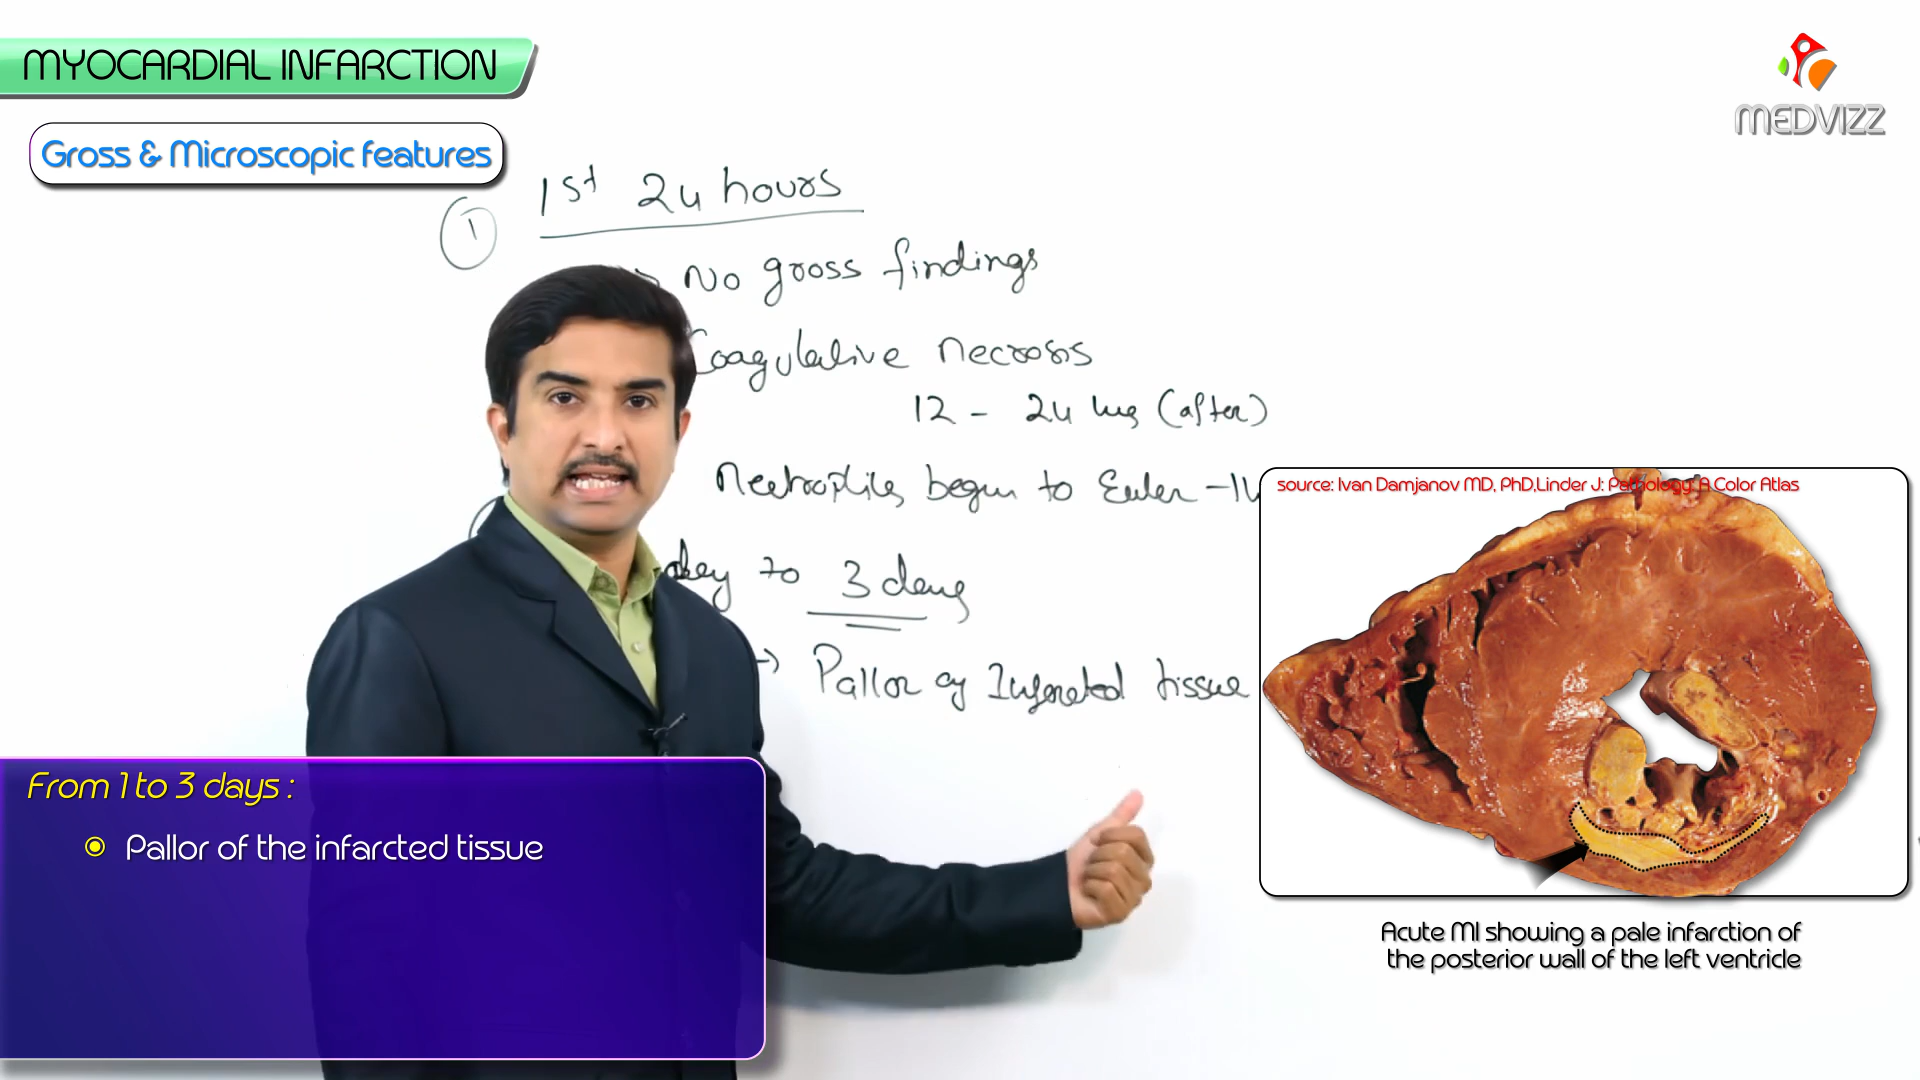 MYOCARDIAL INFARCTION
MEDVIZZ
Gross & Microscopic features
1 1st 24 hours
No gross findings
Coagulative necrosis
12 - 24 hrs (after)
begin to Enter
day to 3 days
→ Pallor of Infarcted tissue
source: Ivan Damjanov MD, PhD,Linder J: Pathology: A Color Atlas
From 1 to 3 days :
Pallor of the infarcted tissue
Acute MI showing a pale infarction of
the posterior wall of the left ventricle